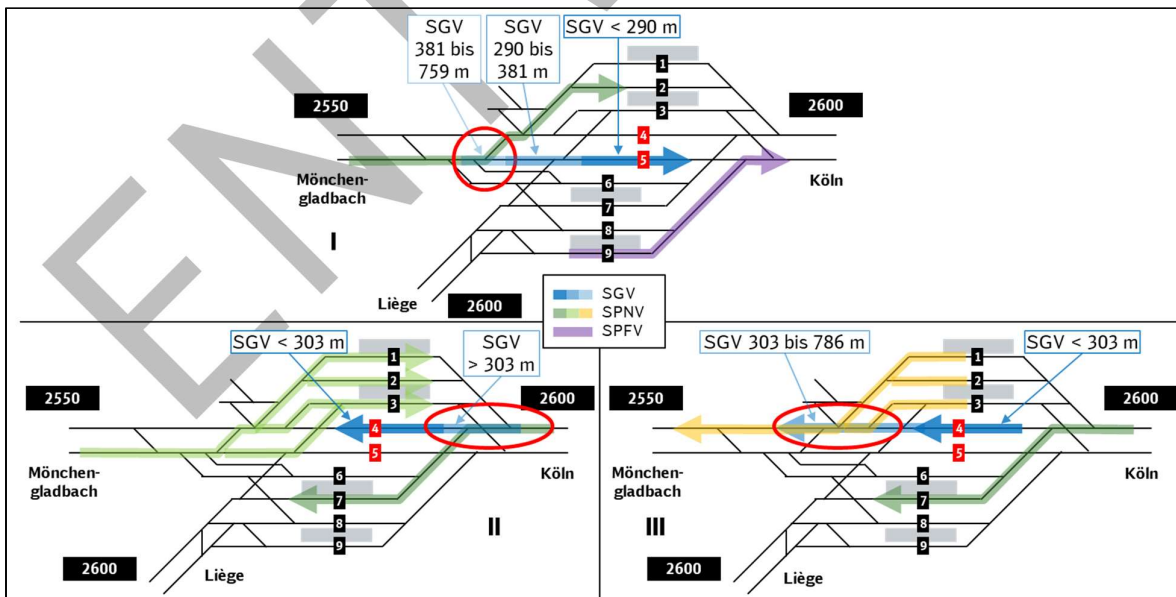 SGV
381 bis
759 m
SGV
290 bis
381 m
SGV < 290 m
1
2
3
4
5
6
7
8
9
2550
2600
Mönchen-
gladbach
Köln
I
Liège
2600
SGV
SPNV
SPFV
SGV < 303 m
SGV
> 303 m
1
2
3
4
5
6
7
8
9
2550
2600
Mönchen-
gladbach
Köln
II
2600
Liège
SGV 303 bis 786 m
SGV < 303 m
1
2
3
4
5
6
7
8
9
2550
2600
Mönchen-
gladbach
Köln
III
2600
Liège